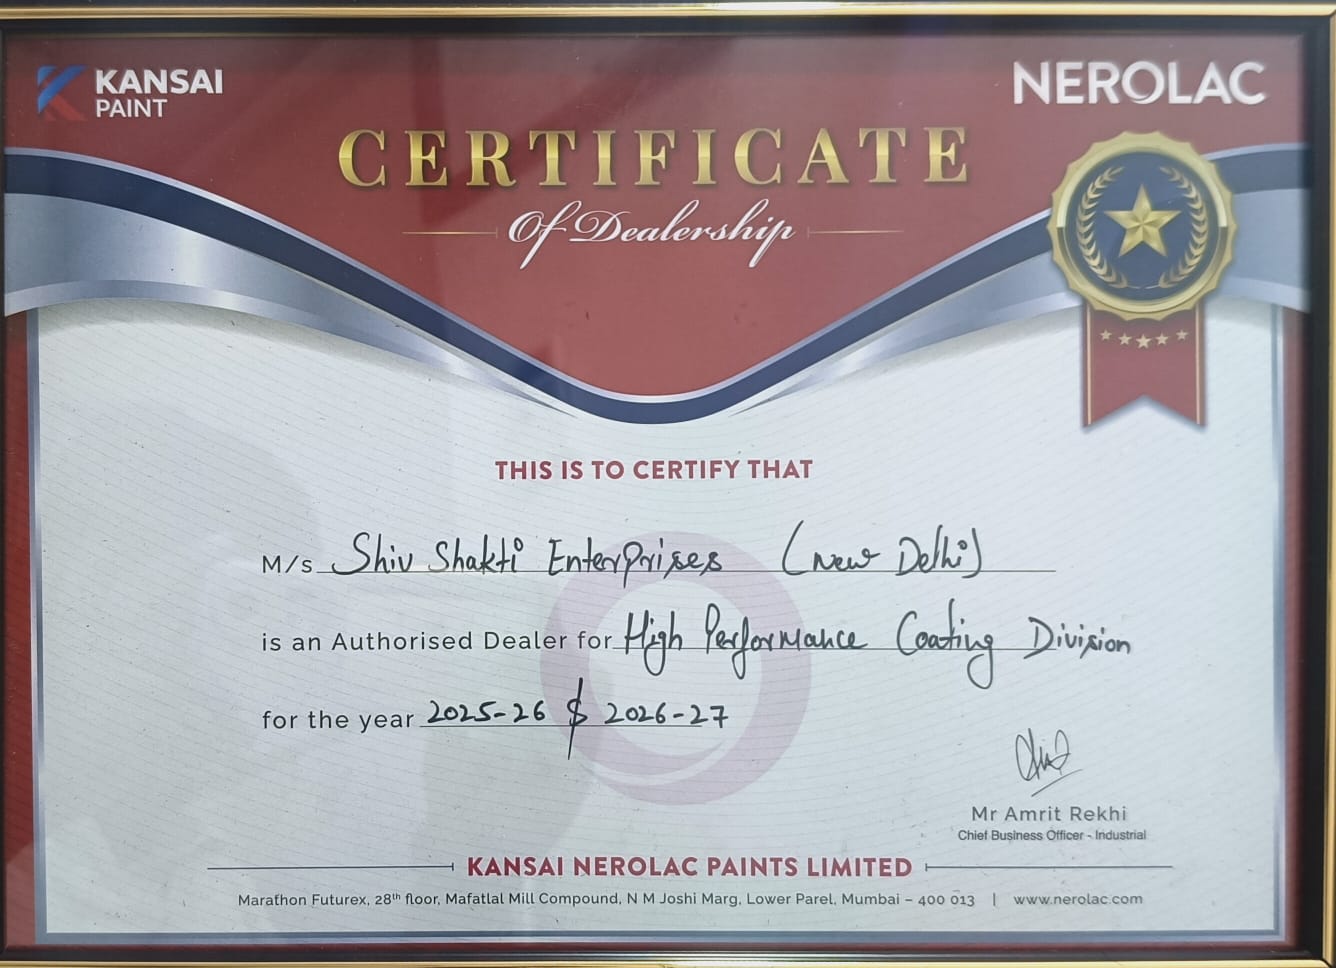 KANSAI
PAINT
NEROLAC
CERTIFICATE
Of Dealership
THIS IS TO CERTIFY THAT
M/s Shiv Shakti Enterprises (New Delhi)
is an Authorised Dealer for High Performance Coating Division
for the year 2025-26 & 2026-27
Mr Amrit Rekhi
Chief Business Officer - Industrial
KANSAI NEROLAC PAINTS LIMITED
Marathon Futurex, 28th floor, Mafatlal Mill Compound, N M Joshi Marg, Lower Parel, Mumbai – 400 013 | www.nerolac.com